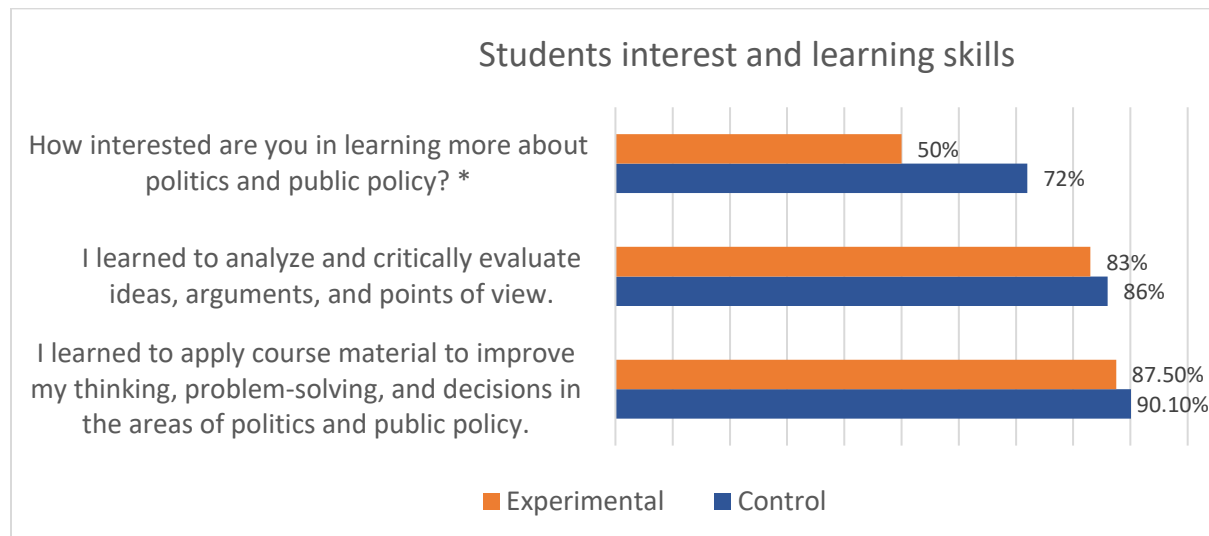 Students interest and learning skills
How interested are you in learning more about
politics and public policy? *
50%
72%
I learned to analyze and critically evaluate
ideas, arguments, and points of view.
83%
86%
I learned to apply course material to improve
my thinking, problem-solving, and decisions in
the areas of politics and public policy.
87.50%
90.10%
Experimental
Control